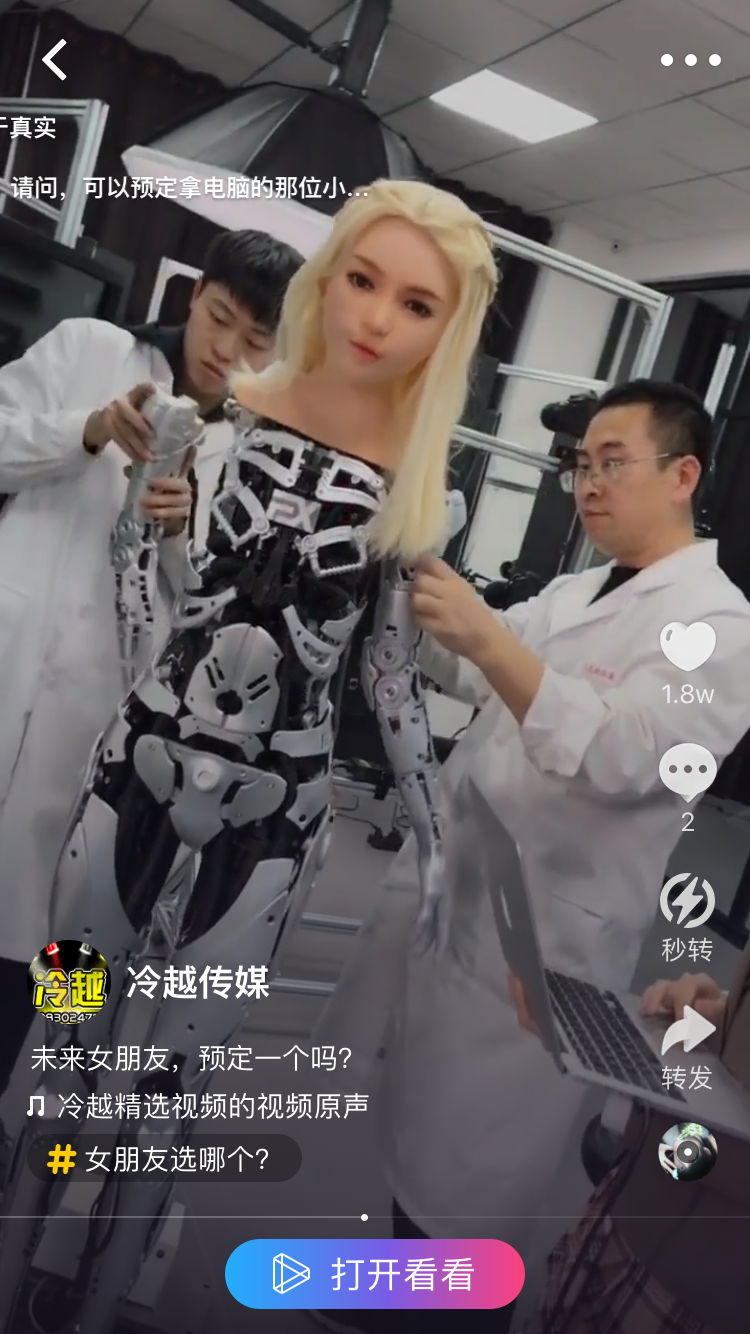 于真实
请问，可以预定拿电脑的那位小...
PX
1.8w
2
秒转
冷越
930247
转发
冷越传媒
未来女朋友，预定一个吗？
冷越精选视频的视频原声
#女朋友选哪个？
打开看看